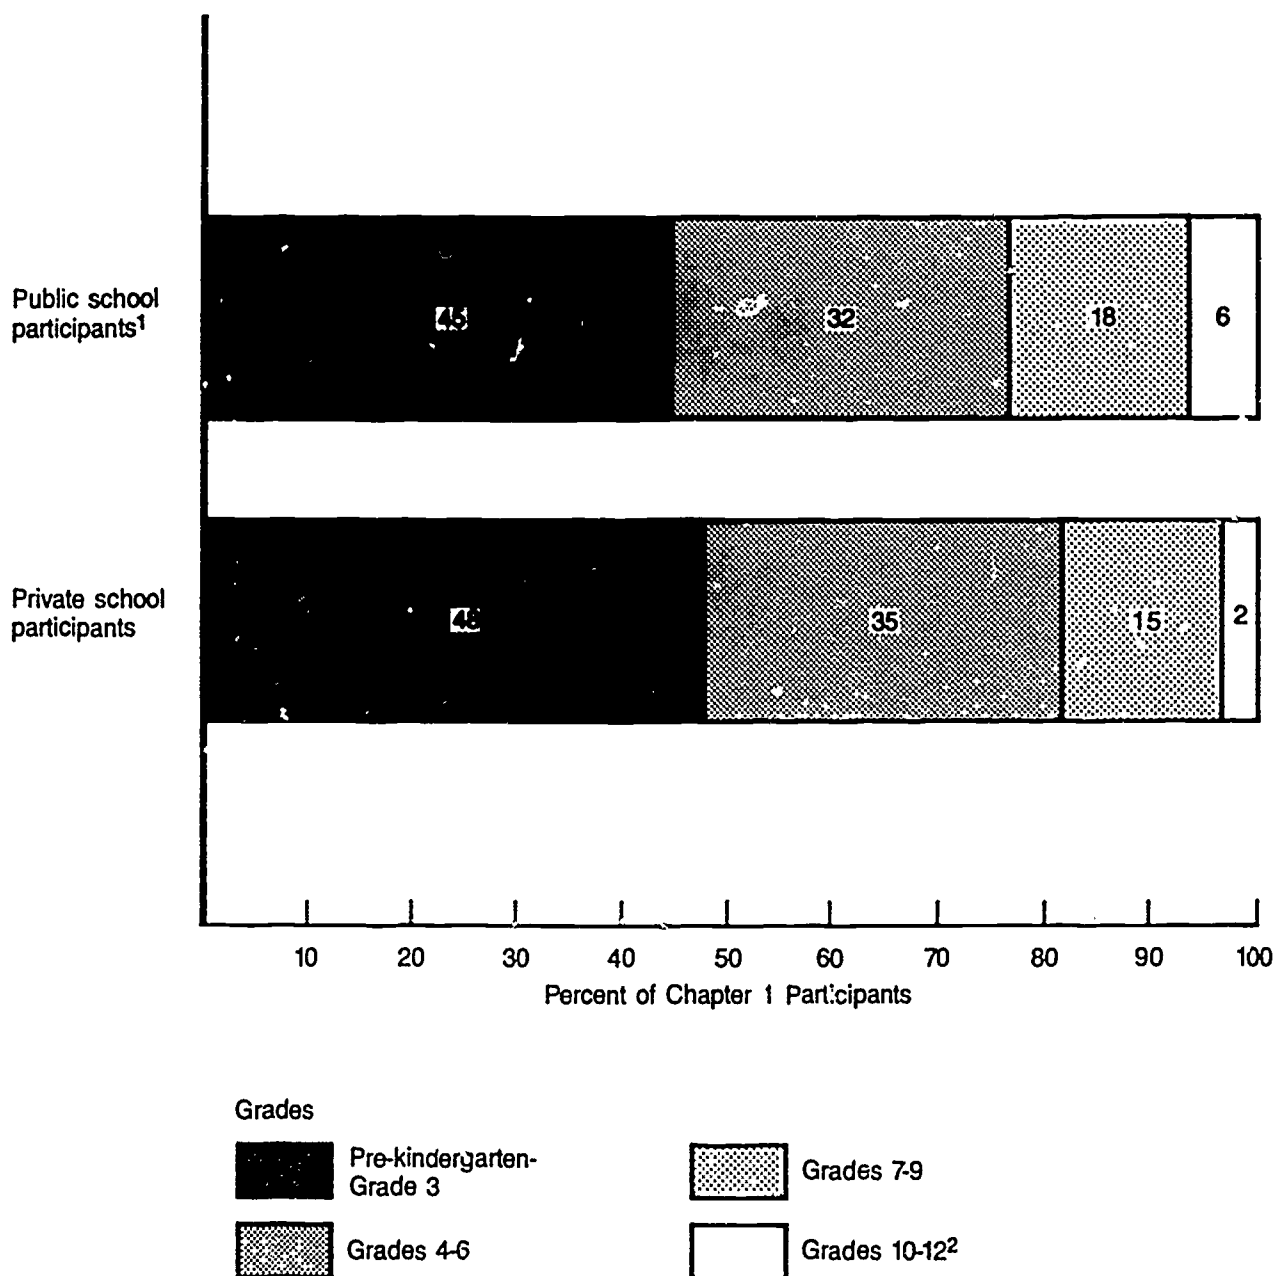 Public school
participants¹
45
32
18
6
Private school
participants
48
35
15
2
10 20 30 40 50 60 70 80 90 100
Percent of Chapter 1 Participants
Grades
Pre-kindergarten-
Grade 3
Grades 7-9
Grades 4-6
Grades 10-12²